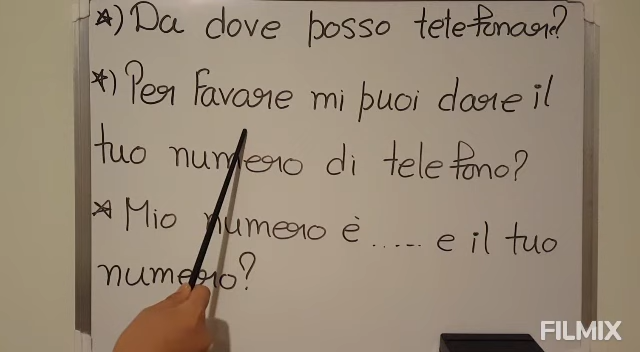 *) Da dove posso telefonare?
*) Per favare mi puoi dare il
tuo numero di telefono?
* Mio numero è ..... e il tuo
numero?
FILMIX